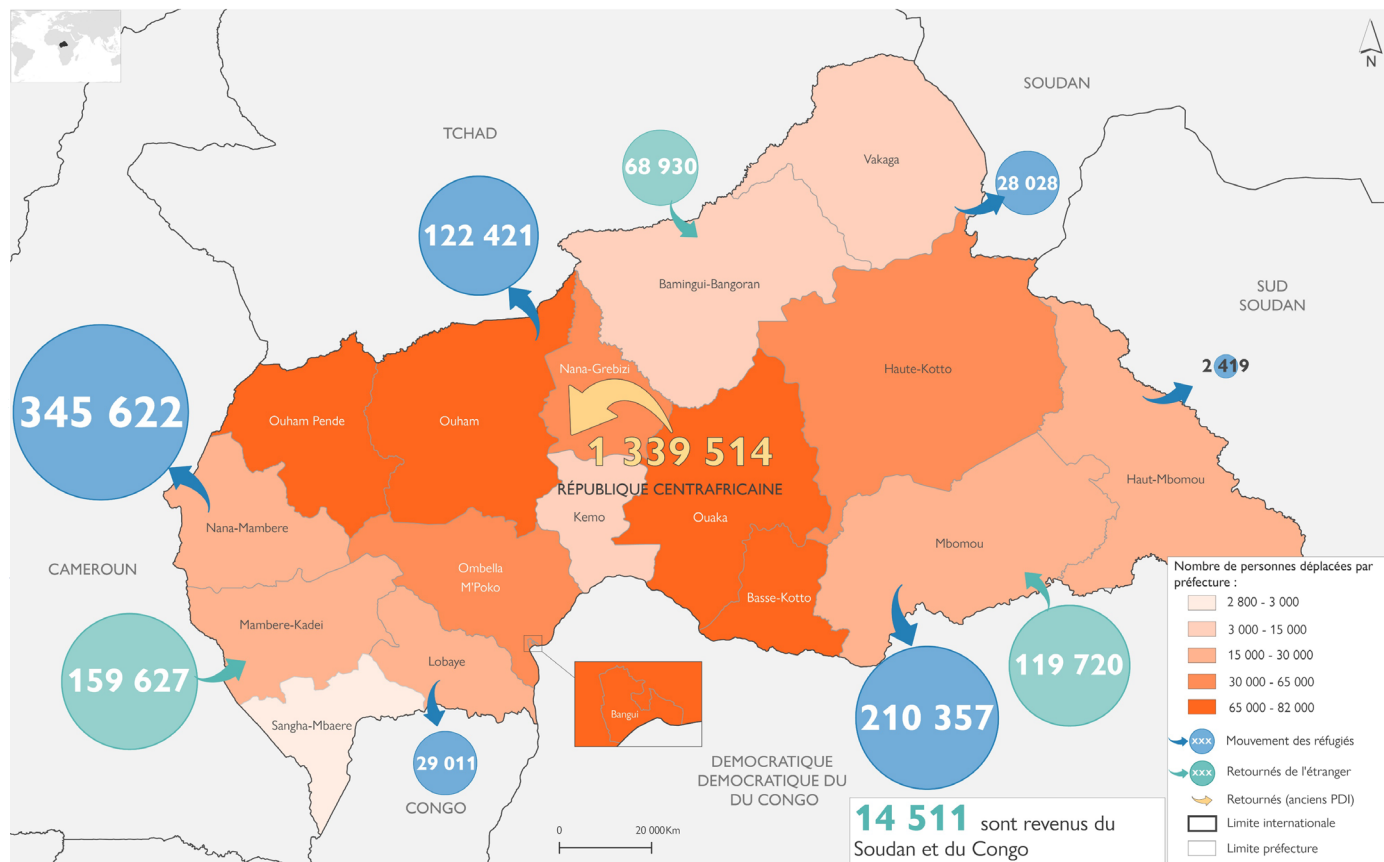 N
SOUDAN
TCHAD
68 930
Vakaga
28 028
122 421
Bamingui-Bangoran
SUD
SOUDAN
2 419
Nana-Grebizi
Haute-Kotto
345 622
Ouham Pende
Ouham
1 339 514
RÉPUBLIQUE CENTRAFRICAINE
Haut-Mbomou
Kemo
Ouaka
Nana-Mambere
Mbomou
CAMEROUN
Ombella
M'Poko
Basse-Kotto
Mambere-Kadei
Lobaye
159 627
119 720
210 357
Sangha-Mbaere
Bangui
29 011
CONGO
DEMOCRATIQUE
DEMOCRATIQUE DU
DU CONGO
0 20 000Km
14 511 sont revenus du
Soudan et du Congo
Nombre de personnes déplacées par
préfecture :
2 800 - 3 000
3 000 - 15 000
15 000 - 30 000
30 000 - 65 000
65 000 - 82 000
xxx Mouvement des réfugiés
xxx Retournés de l'étranger
Retournés (anciens PDI)
Limite internationale
Limite préfecture